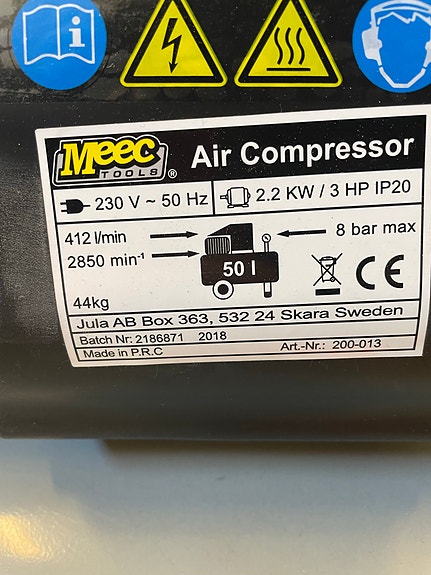 Meec TOOLS ® Air Compressor
230 V ~ 50 Hz 2.2 KW / 3 HP IP20
412 l/min 8 bar max
2850 min-1
50 l
44kg CE
Jula AB Box 363, 532 24 Skara Sweden
Batch Nr: 2186871 2018
Made in P.R.C Art.-Nr.: 200-013